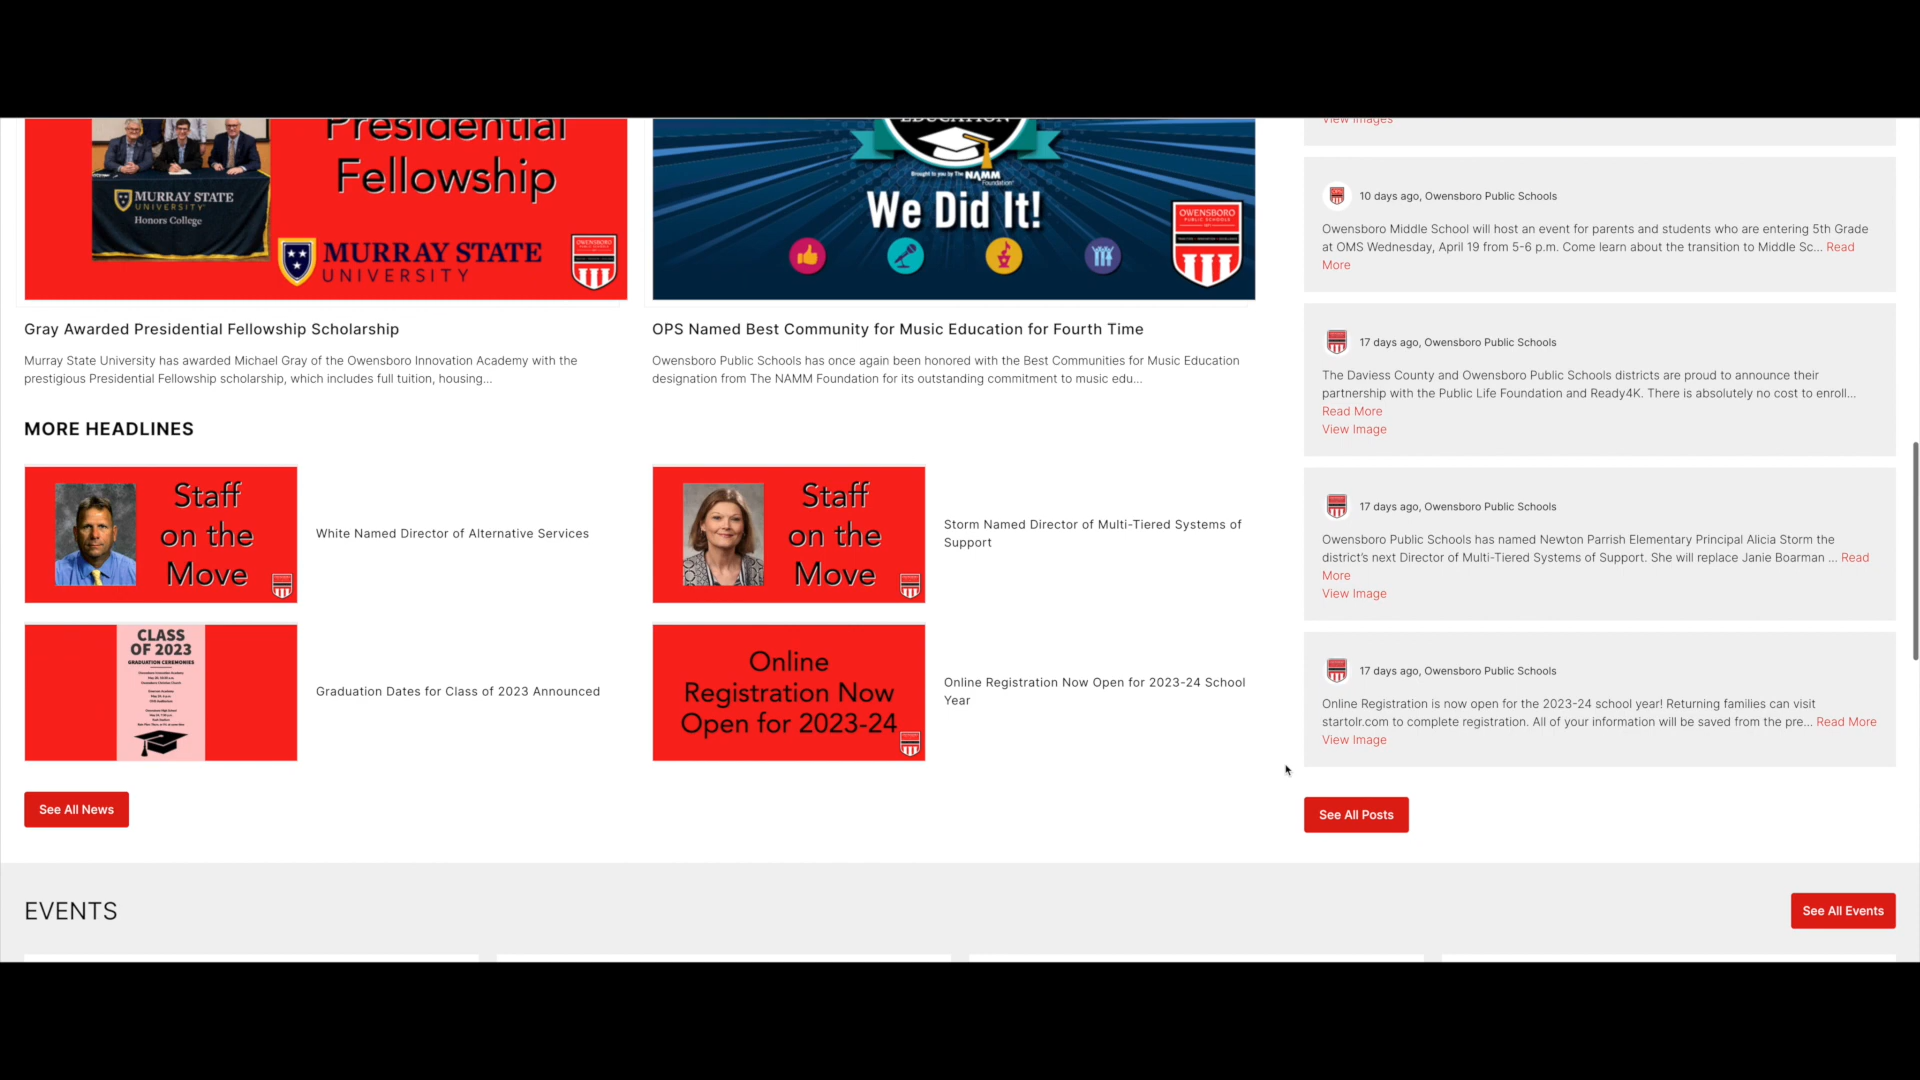 Presidential
Fellowship
MURRAY STATE
UNIVERSITY
Honors College
MURRAY STATE
UNIVERSITY
OWENSBORO
EDUCATION
Brought to you by The NAMM
Foundation
We Did It!
OWENSBORO
PUBLIC SCHOOLS
Gray Awarded Presidential Fellowship Scholarship
Murray State University has awarded Michael Gray of the Owensboro Innovation Academy with the
prestigious Presidential Fellowship scholarship, which includes full tuition, housing...
OPS Named Best Community for Music Education for Fourth Time
Owensboro Public Schools has once again been honored with the Best Communities for Music Education
designation from The NAMM Foundation for its outstanding commitment to music edu...
MORE HEADLINES
Staff
on the
Move
White Named Director of Alternative Services
Staff
on the
Move
Storm Named Director of Multi-Tiered Systems of
Support
CLASS
OF 2023
GRADUATION CEREMONIES
Graduation Dates for Class of 2023 Announced
Online
Registration Now
Open for 2023-24
Online Registration Now Open for 2023-24 School
Year
See All News
View Images
10 days ago, Owensboro Public Schools
Owensboro Middle School will host an event for parents and students who are entering 5th Grade
at OMS Wednesday, April 19 from 5-6 p.m. Come learn about the transition to Middle Sc... Read
More
17 days ago, Owensboro Public Schools
The Daviess County and Owensboro Public Schools districts are proud to announce their
partnership with the Public Life Foundation and Ready4K. There is absolutely no cost to enroll...
Read More
View Image
17 days ago, Owensboro Public Schools
Owensboro Public Schools has named Newton Parrish Elementary Principal Alicia Storm the
district's next Director of Multi-Tiered Systems of Support. She will replace Janie Boarman ... Read
More
View Image
17 days ago, Owensboro Public Schools
Online Registration is now open for the 2023-24 school year! Returning families can visit
startolr.com to complete registration. All of your information will be saved from the pre... Read More
View Image
See All Posts
EVENTS
See All Events